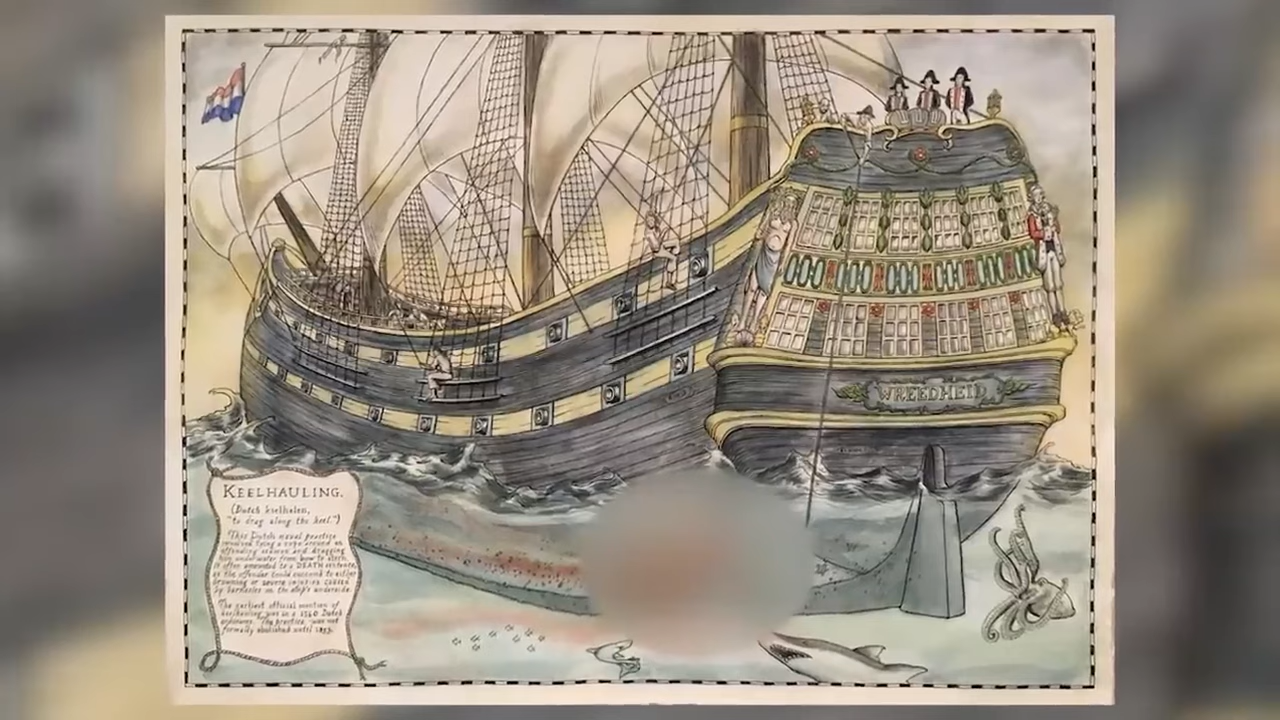 WREEDHEID
KEELHAULING.
(Dutch kielhalen,
"to drag along the keel.")
This Dutch naval practice
involved tying a rope around an
offending seaman and dragging
him underwater from bow to stern.
It often amounted to a DEATH sentence,
as the offender could succumb to either
drowning or severe injuries caused
by barnacles on the ship's underside.
The earliest official mention of
keelhauling was in a 1560 Dutch
ordinance. The practice was not
formally abolished until